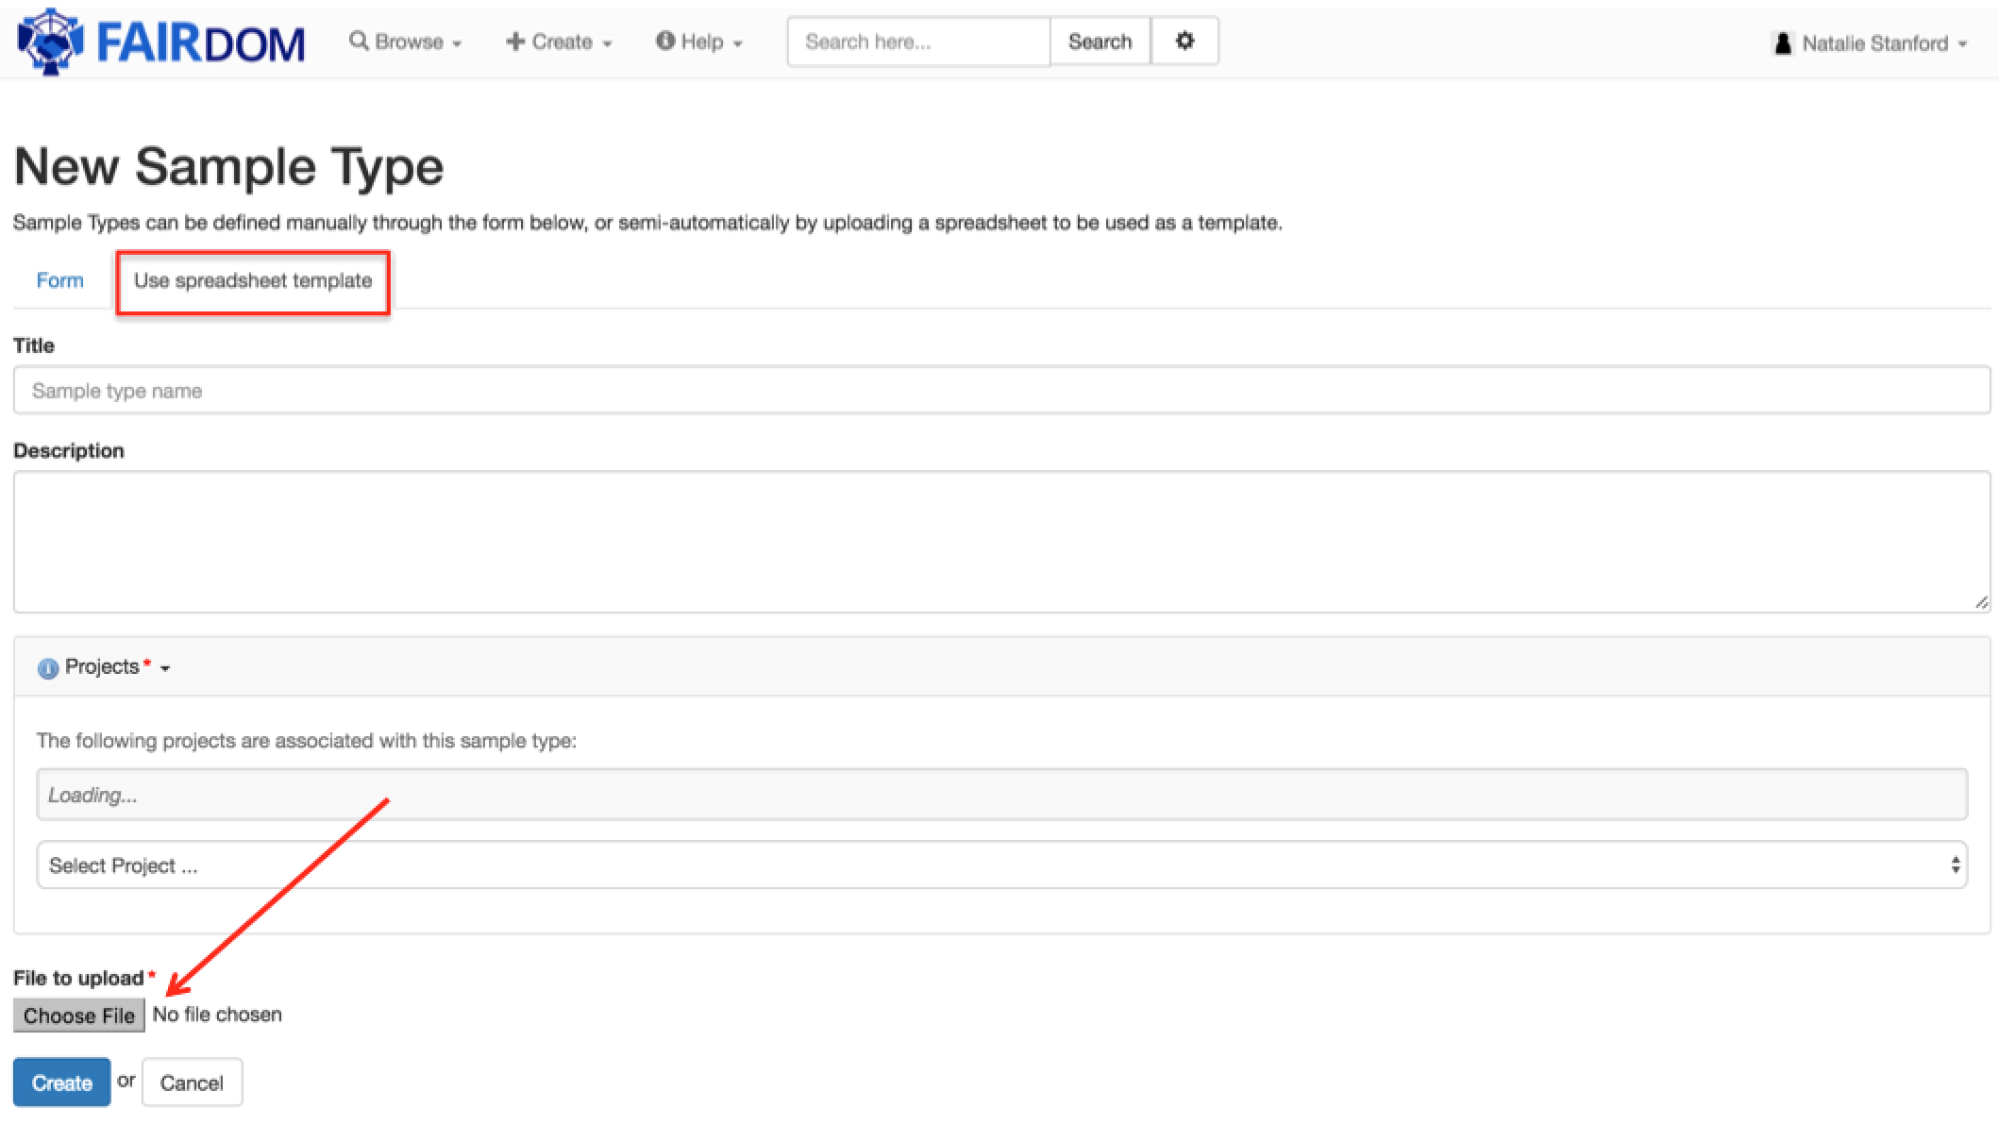 FAIRDOM Browse Create Help Search here... Search Natalie Stanford
New Sample Type
Sample Types can be defined manually through the form below, or semi-automatically by uploading a spreadsheet to be used as a template.
Form Use spreadsheet template
Title
Sample type name
Description
Projects*
The following projects are associated with this sample type:
Loading...
Select Project ...
File to upload*
Choose File No file chosen
Create or Cancel